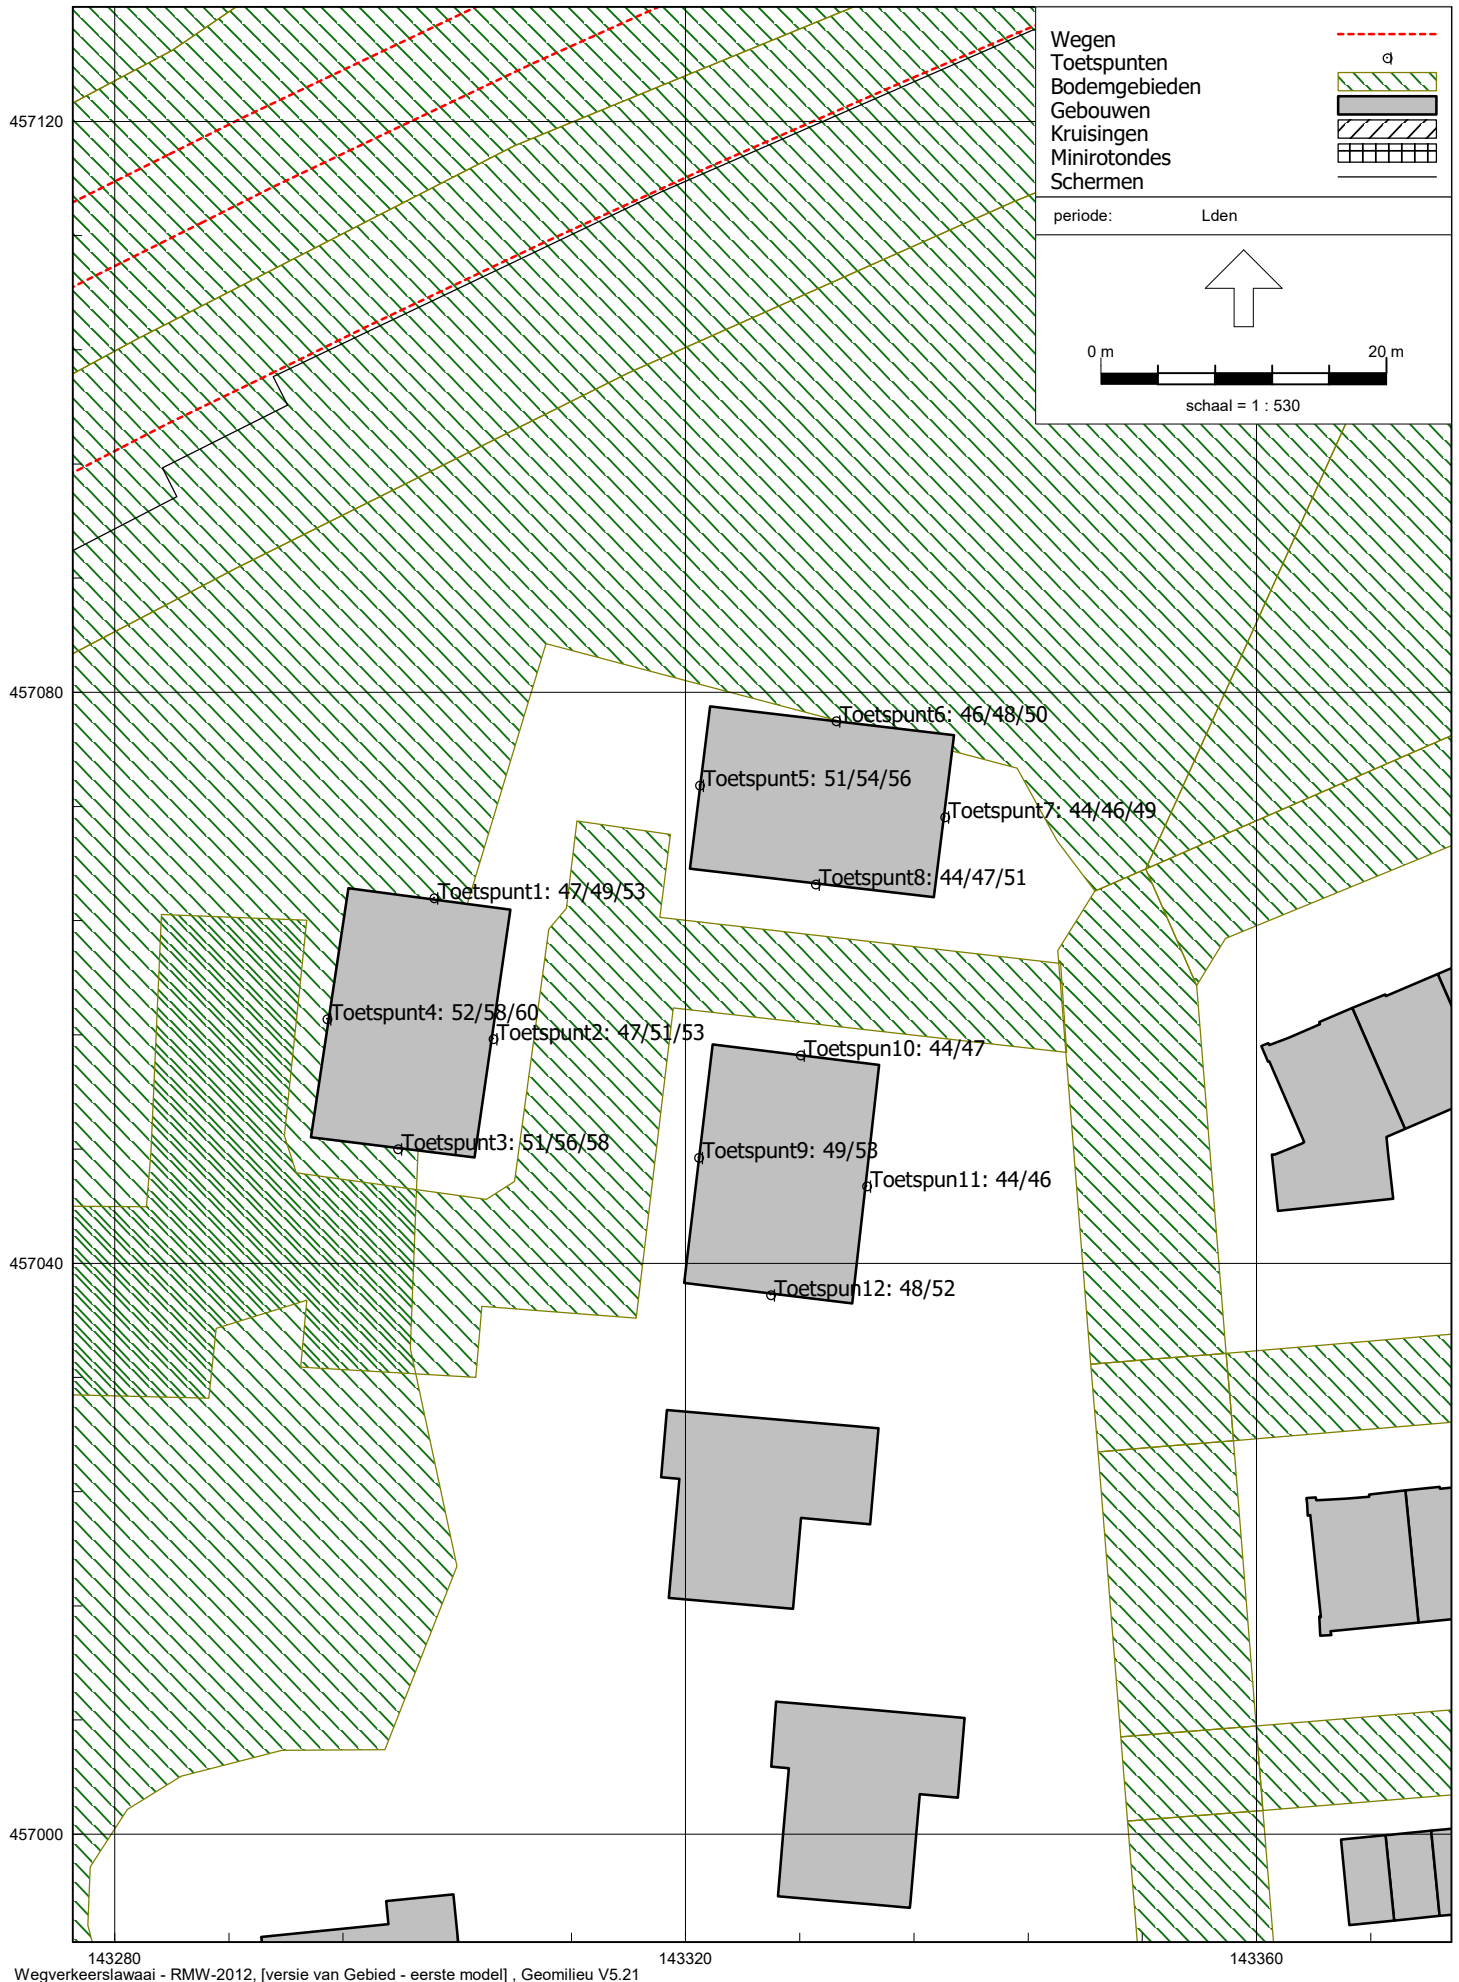 Wegen
Toetspunten
Bodemgebieden
Gebouwen
Kruisingen
Minirotondes
Schermen
periode: Lden
0 m 20 m
schaal = 1 : 530
457120
457080
457040
457000
Toetspunt6: 46/48/50
Toetspunt5: 51/54/56
Toetspunt7: 44/46/49
Toetspunt8: 44/47/51
Toetspunt1: 47/49/53
Toetspunt4: 52/58/60
Toetspunt2: 47/51/53
Toetspun10: 44/47
Toetspunt3: 51/56/58
Toetspunt9: 49/53
Toetspun11: 44/46
Toetspun12: 48/52
143280 143320 143360
Wegverkeerslawaai - RMW-2012, [versie van Gebied - eerste model] , Geomilieu V5.21